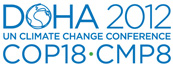 DOHA 2012
UN CLIMATE CHANGE CONFERENCE
COP18·CMP8